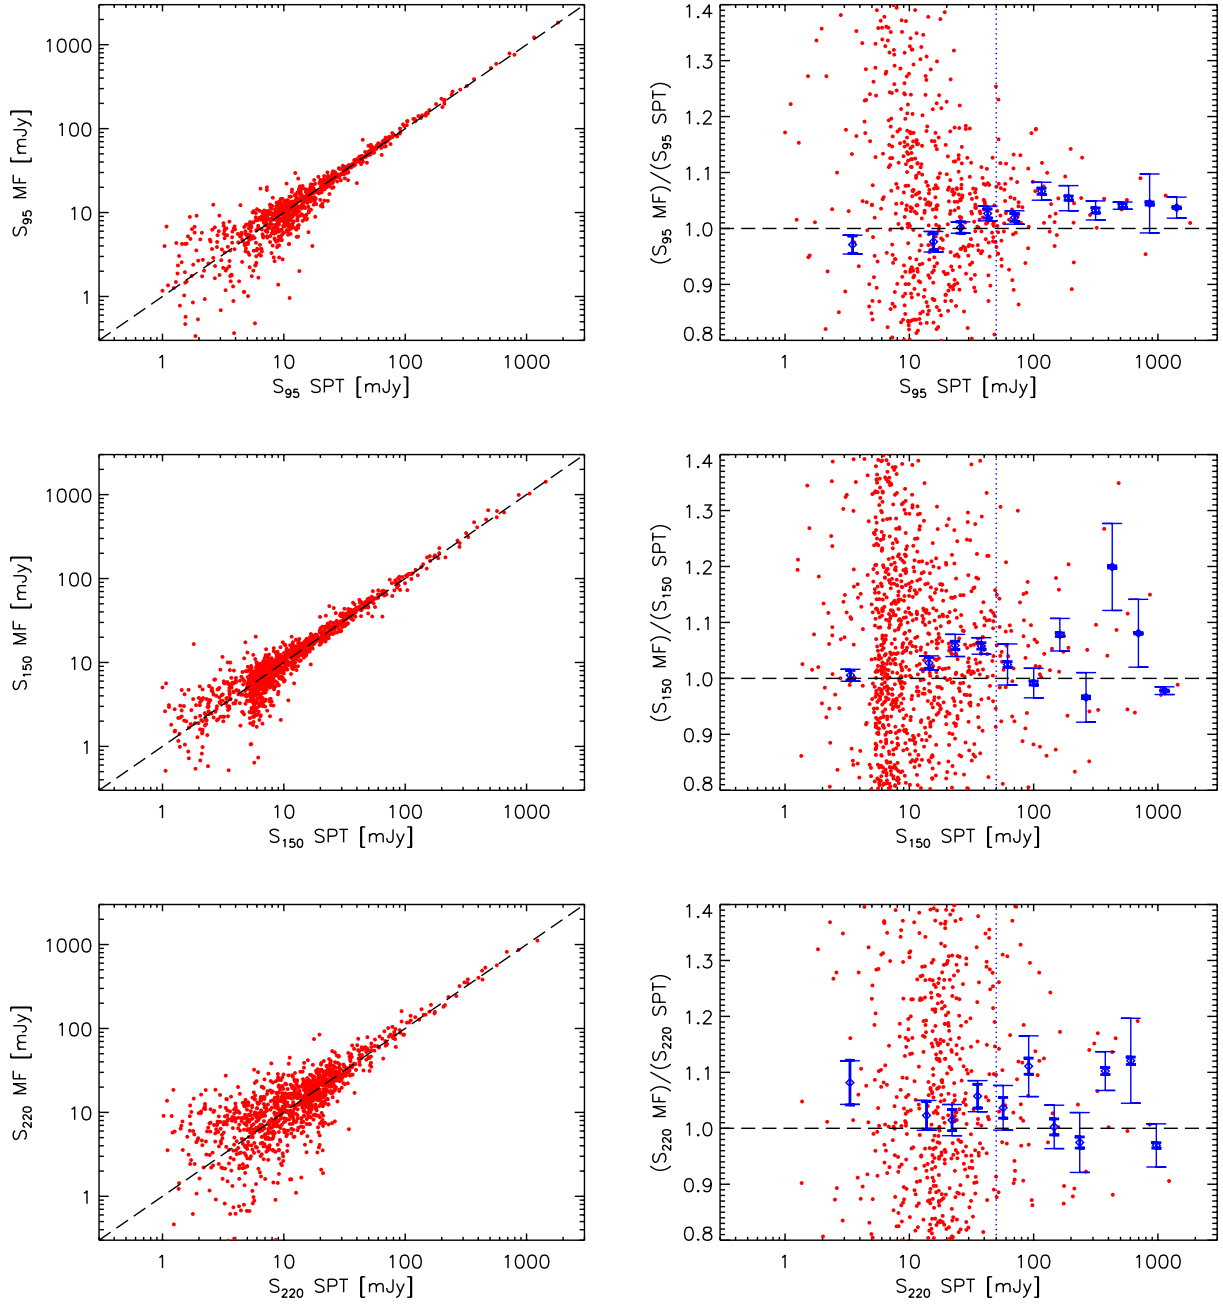 1000
100
10
1
S95 MF [mJy]
1 10 100 1000
S95 SPT [mJy]
1.4
1.3
1.2
1.1
1.0
0.9
0.8
(S95 MF)/(S95 SPT)
1 10 100 1000
S95 SPT [mJy]
1000
100
10
1
S150 MF [mJy]
1 10 100 1000
S150 SPT [mJy]
1.4
1.3
1.2
1.1
1.0
0.9
0.8
(S150 MF)/(S150 SPT)
1 10 100 1000
S150 SPT [mJy]
1000
100
10
1
S220 MF [mJy]
1 10 100 1000
S220 SPT [mJy]
1.4
1.3
1.2
1.1
1.0
0.9
0.8
(S220 MF)/(S220 SPT)
1 10 100 1000
S220 SPT [mJy]